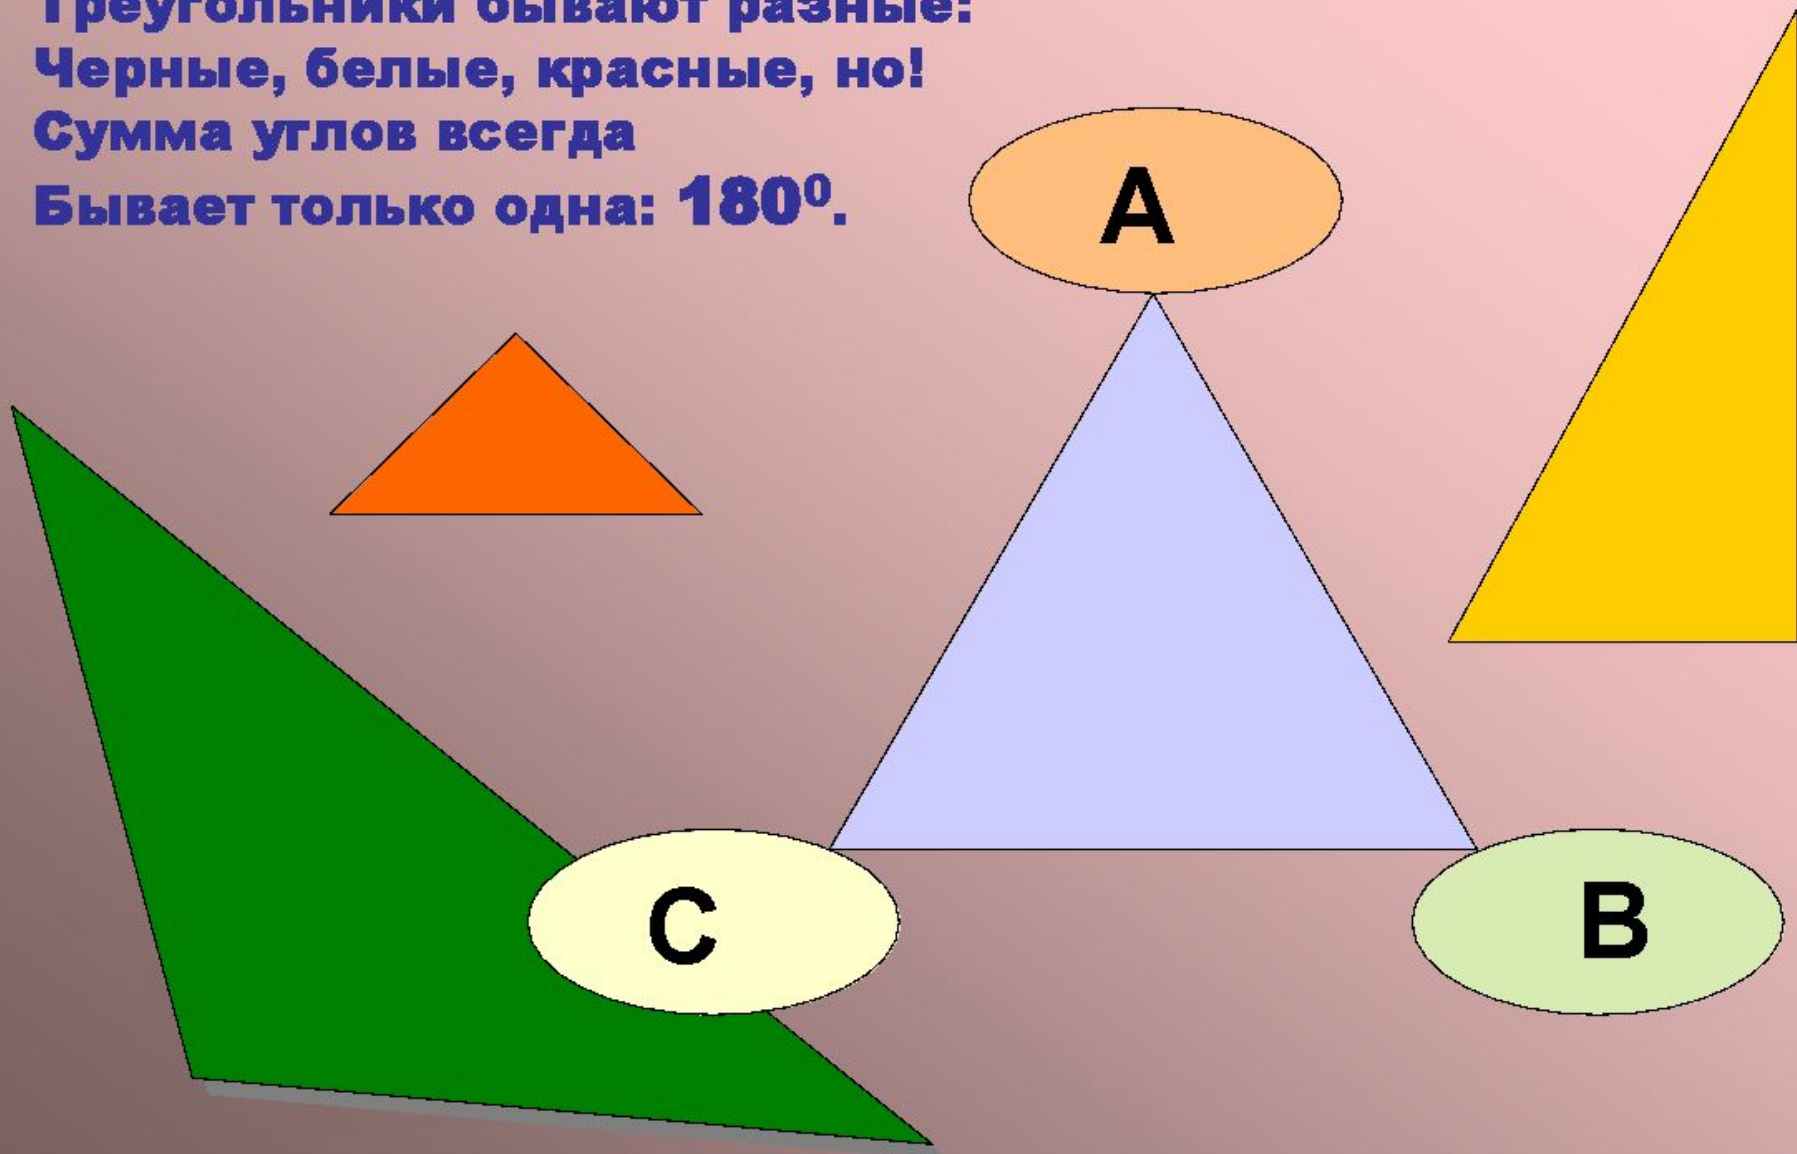 Треугольники бывают разные:
Черные, белые, красные, но!
Сумма углов всегда
Бывает только одна: 180⁰.
A
C
B